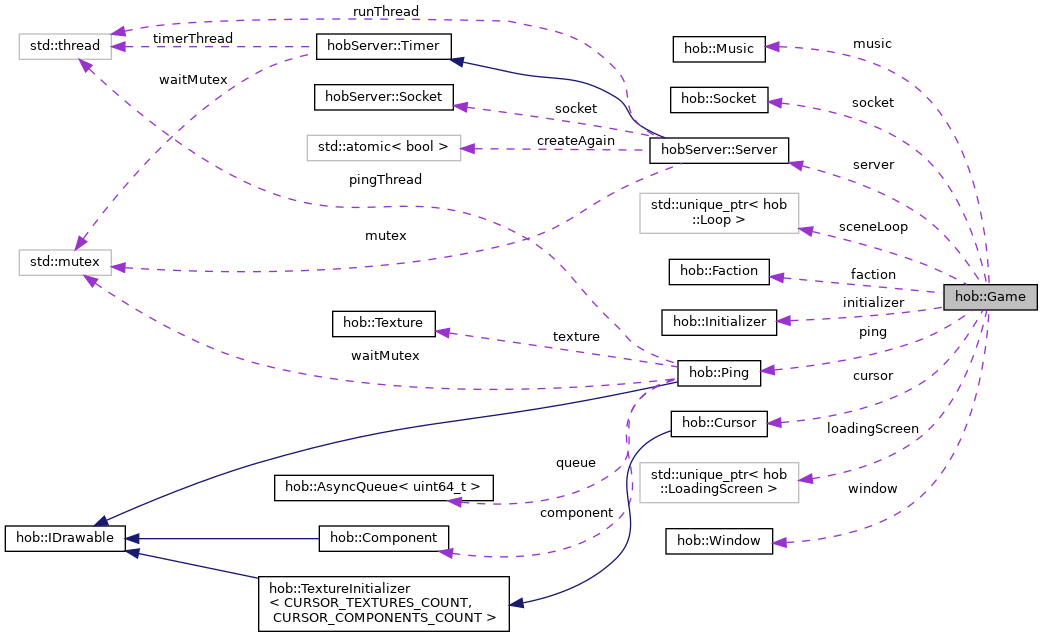 runThread
std::thread
timerThread
hobServer::Timer
hob::Music
music
waitMutex
hobServer::Socket
socket
hob::Socket
socket
std::atomic< bool >
createAgain
hobServer::Server
server
pingThread
std::unique_ptr< hob
::Loop >
sceneLoop
mutex
std::mutex
hob::Faction
faction
hob::Game
hob::Texture
texture
hob::Initializer
initializer
waitMutex
hob::Ping
ping
cursor
hob::Cursor
loadingScreen
queue
std::unique_ptr< hob
::LoadingScreen >
window
hob::AsyncQueue< uint64_t >
component
hob::IDrawable
hob::Component
hob::Window
hob::TextureInitializer
< CURSOR_TEXTURES_COUNT,
CURSOR_COMPONENTS_COUNT >